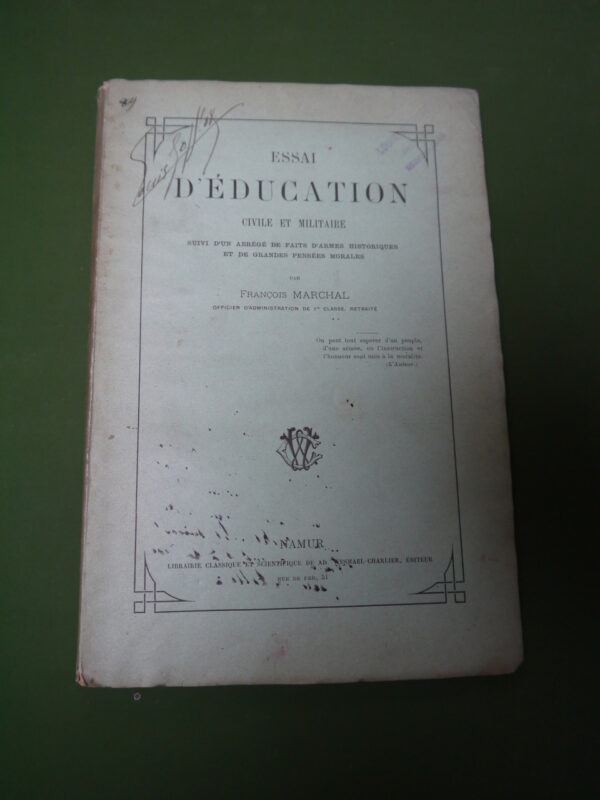 ESSAI
D'ÉDUCATION
CIVILE ET MILITAIRE
SUIVI D'UN ABRÉGÉ DE FAITS D'ARMES HISTORIQUES
ET DE GRANDES PENSÉES MORALES
PAR
FRANÇOIS MARCHAL
OFFICIER D'ADMINISTRATION DE 1re CLASSE, RETRAITÉ
On peut tout espérer d'un peuple,
d'une armée, où l'instruction et
l'honneur sont mis à la
(L'Auteur.)
NAMUR
LIBRAIRIE CLASSIQUE ET SCIENTIFIQUE DE AD. WESMAEL-CHARLIER, ÉDITEUR
RUE DE FER, 51